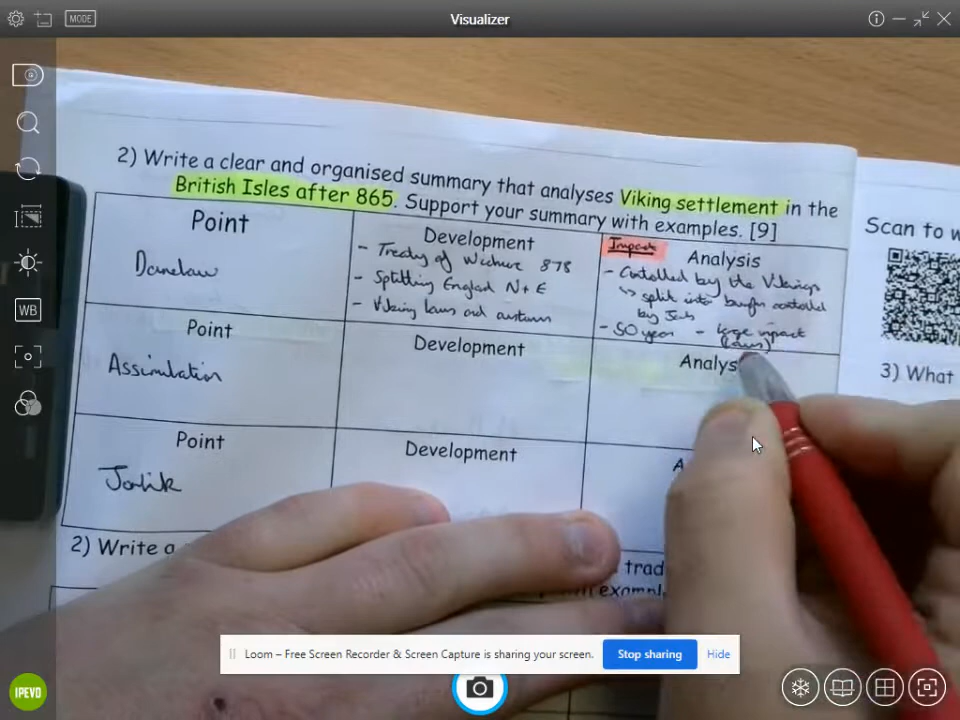 Visualizer
MODE
WB
2) Write a clear and organised summary that analyses Viking settlement in the
British Isles after 865. Support your summary with examples. [9]
Point
Danelaw
Development
- Treaty of Wedmore 878
- Splitting England N + E
- Viking laws and customs
Impact
Analysis
- Controlled by the Vikings
↳ split into burghs controlled
by Jarls
- 50 year - large impact
(laws)
Point
Assimilation
Development
Analys
Point
Jorvik
Development
A
Scan to w
3) What
2) Write a
trad
exampl
Loom – Free Screen Recorder & Screen Capture is sharing your screen.
Stop sharing
Hide
IPEVO